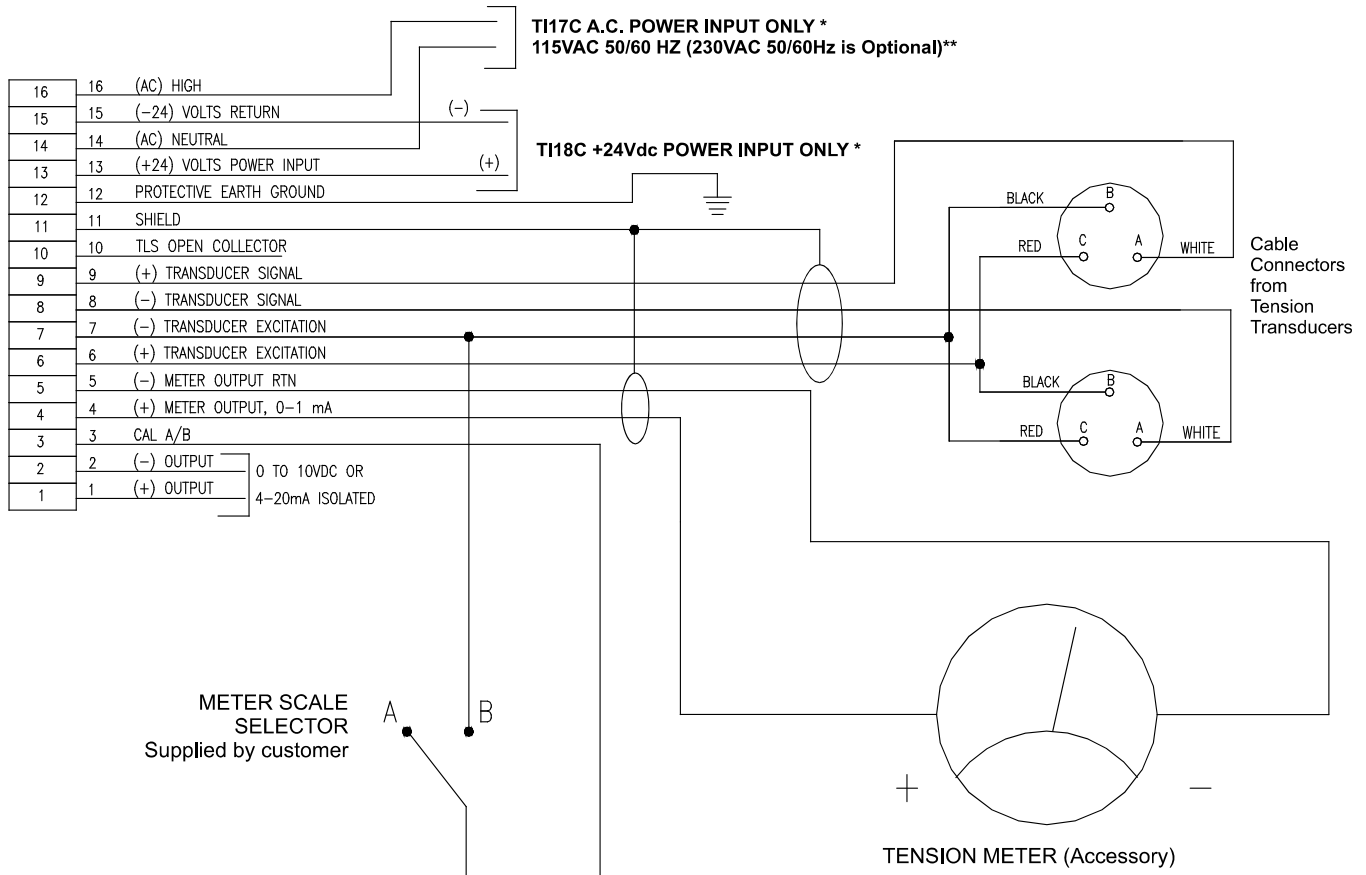 TI17C A.C. POWER INPUT ONLY *
115VAC 50/60 HZ (230VAC 50/60Hz is Optional)**
16 16 (AC) HIGH
15 15 (-24) VOLTS RETURN (-)
14 14 (AC) NEUTRAL
TI18C +24Vdc POWER INPUT ONLY *
13 13 (+24) VOLTS POWER INPUT (+)
12 12 PROTECTIVE EARTH GROUND
11 11 SHIELD
10 10 TLS OPEN COLLECTOR
9 9 (+) TRANSDUCER SIGNAL
8 8 (-) TRANSDUCER SIGNAL
7 7 (-) TRANSDUCER EXCITATION
6 6 (+) TRANSDUCER EXCITATION
5 5 (-) METER OUTPUT RTN
4 4 (+) METER OUTPUT, 0-1 mA
3 3 CAL A/B
2 2 (-) OUTPUT
1 1 (+) OUTPUT
0 TO 10VDC OR
4-20mA ISOLATED
BLACK B
RED C A WHITE
Cable
Connectors
from
Tension
Transducers
BLACK B
RED C A WHITE
METER SCALE
SELECTOR
Supplied by customer
A B
+ -
TENSION METER (Accessory)